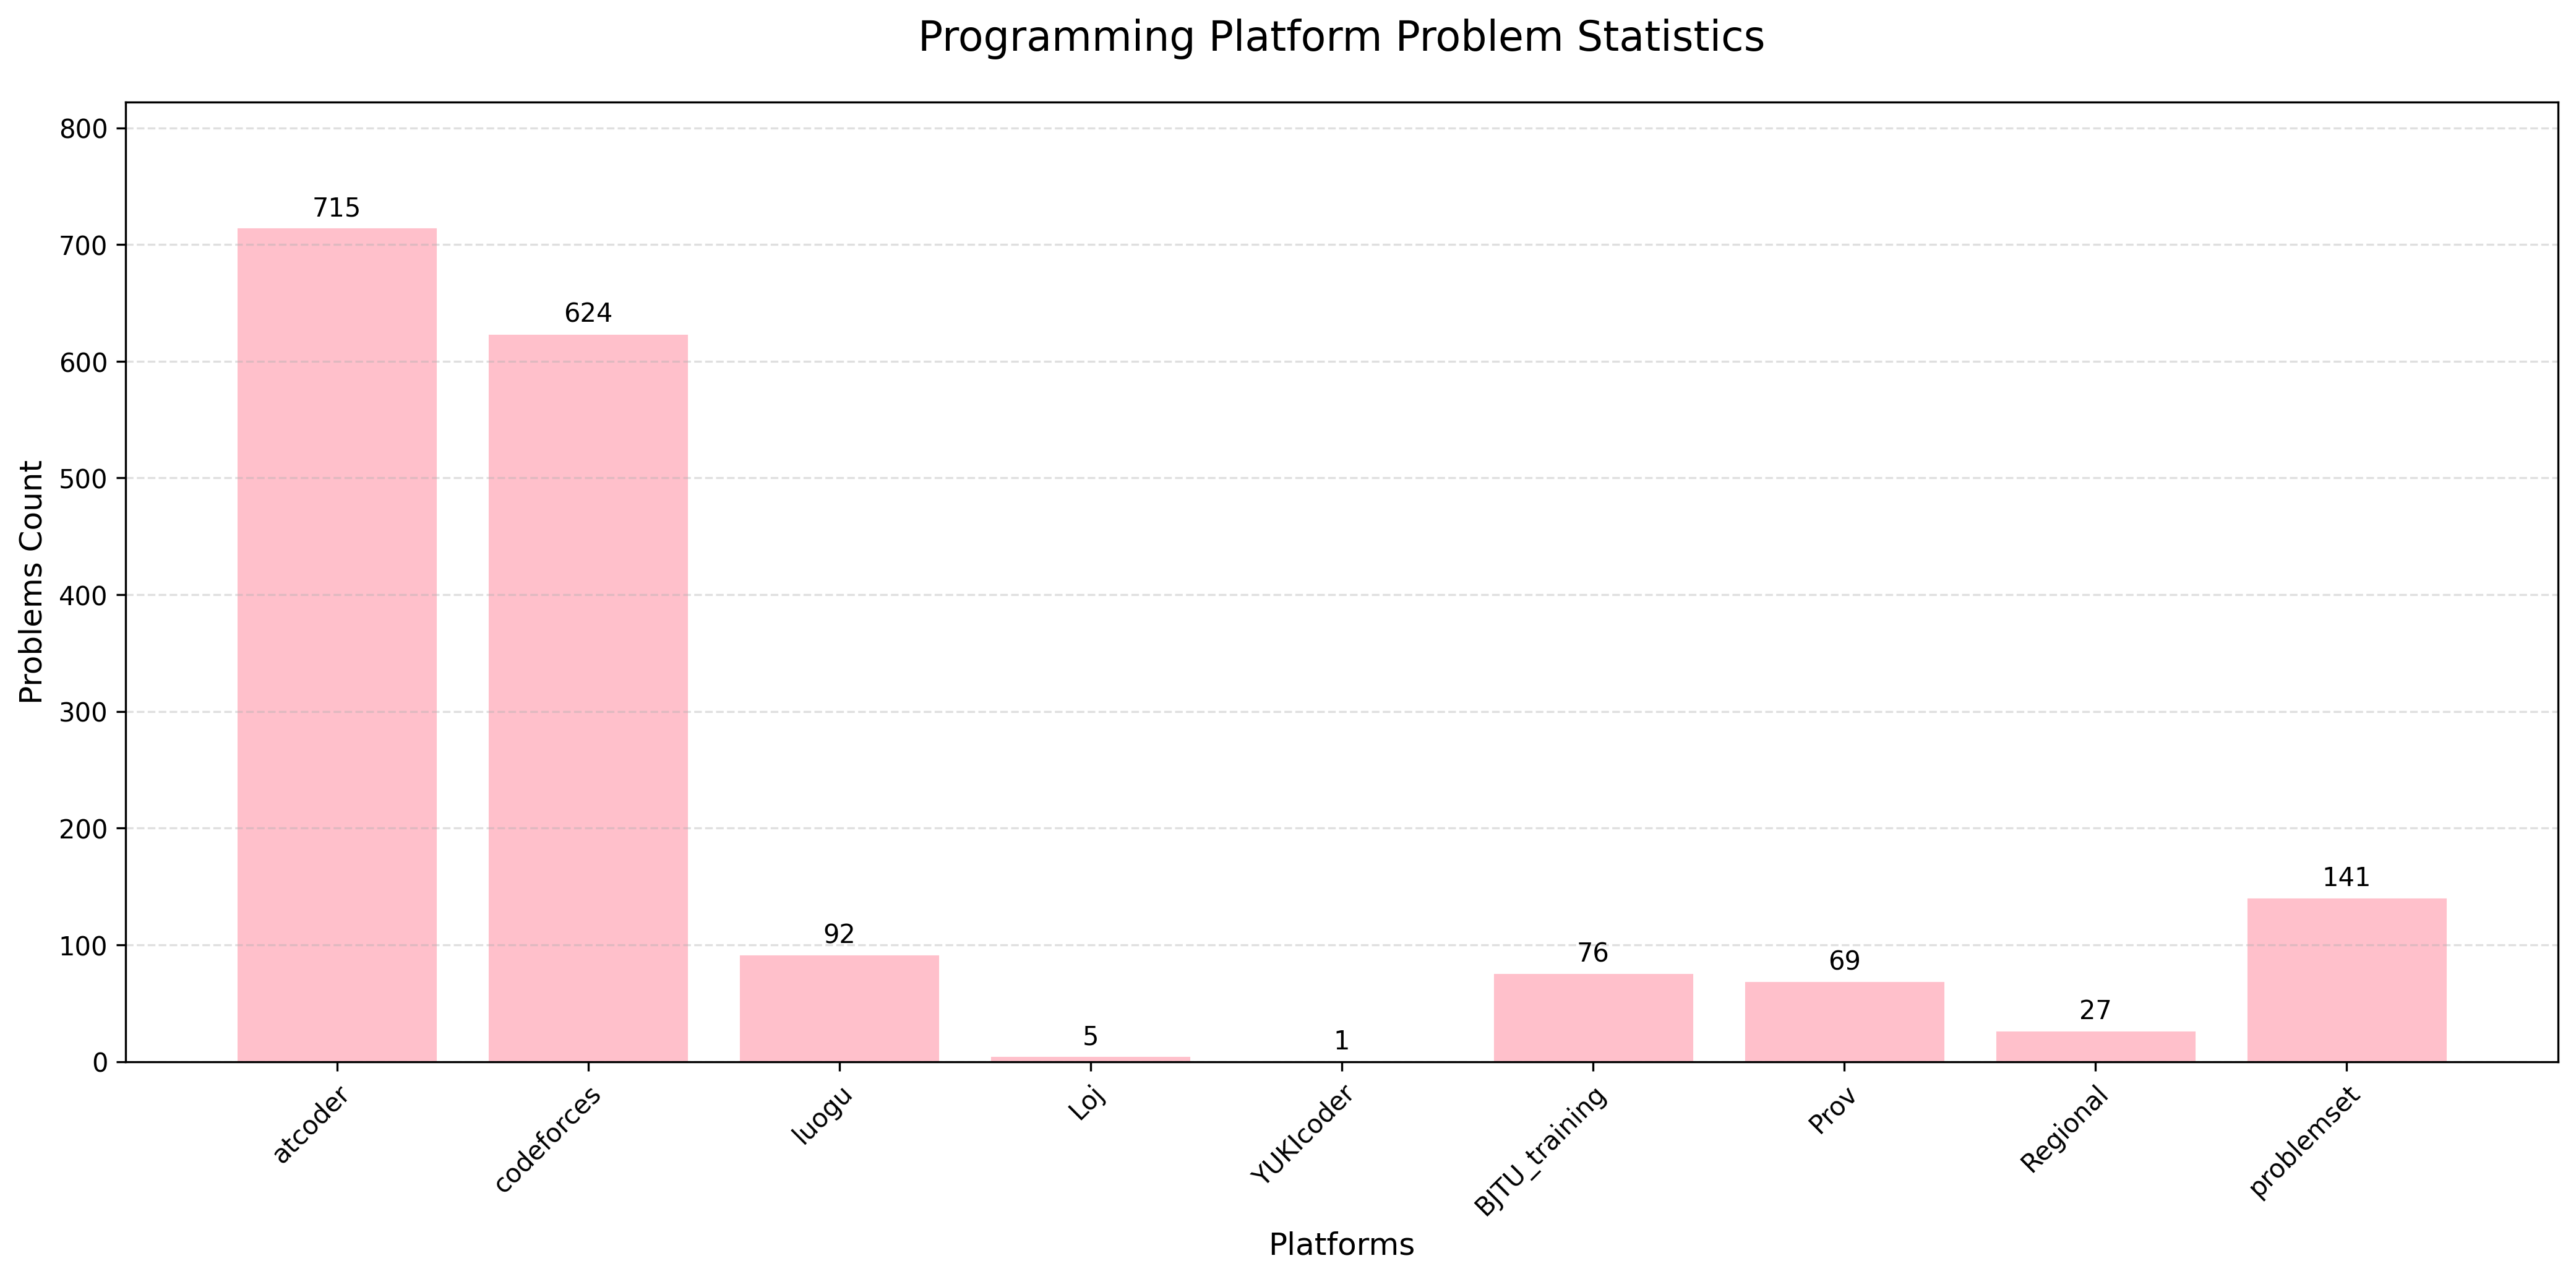 Programming Platform Problem Statistics
800
700
600
500
400
300
200
100
0
Problems Count
715
624
92
5
1
76
69
27
141
atcoder
codeforces
luogu
Loj
YUKIcoder
BJTU_training
Prov
Regional
problemset
Platforms